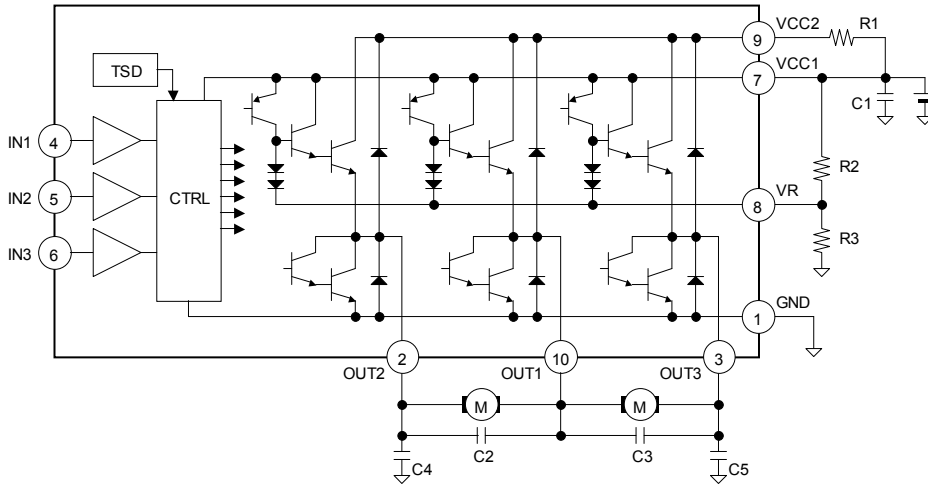 VCC2
R1
9
TSD
VCC1
7
C1
IN1
4
R2
IN2
5
CTRL
VR
8
IN3
6
R3
GND
1
2
10
3
OUT2
OUT1
OUT3
M
M
C2
C3
C4
C5